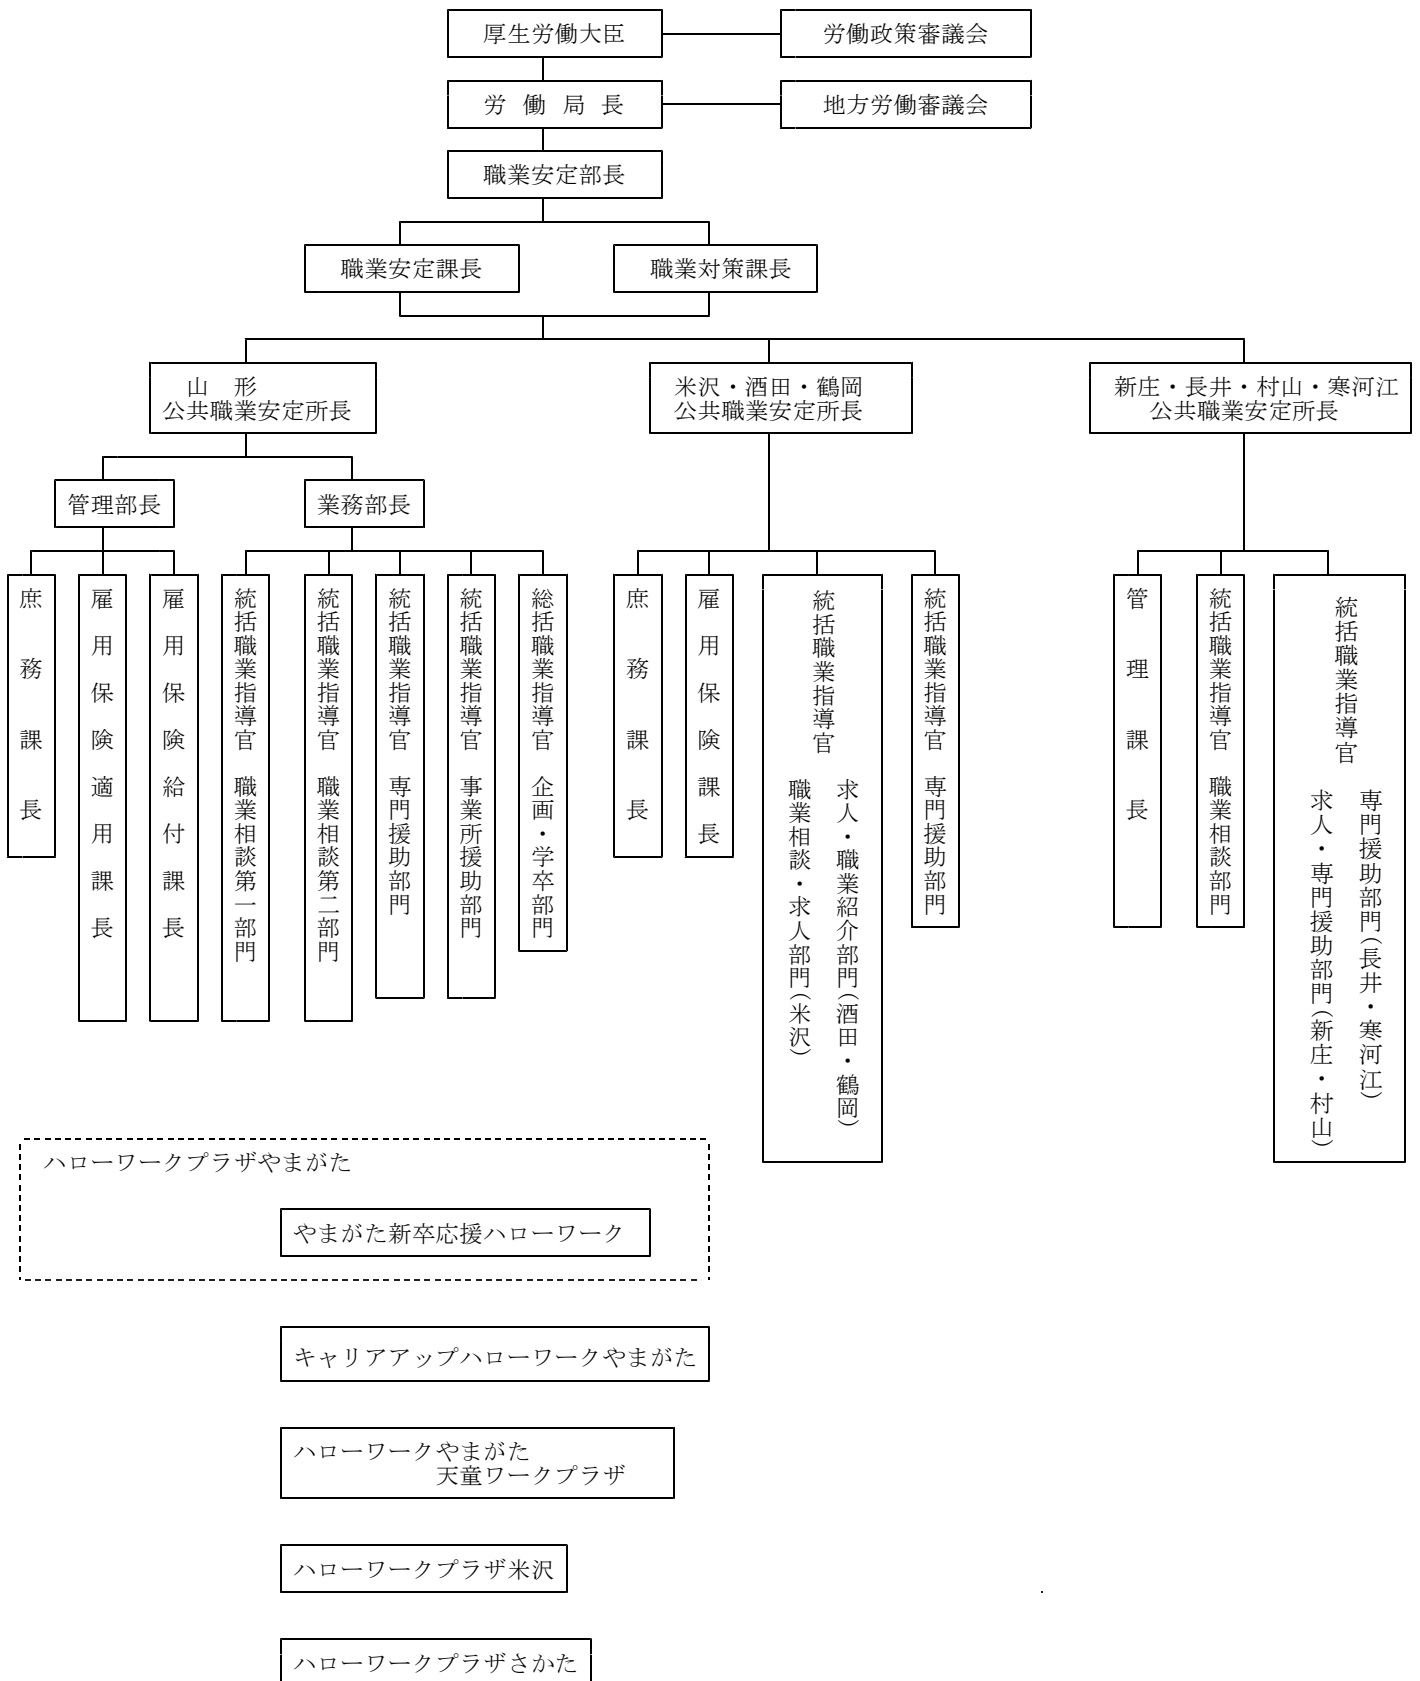 厚生労働大臣
労働政策審議会
労 働 局 長
地方労働審議会
職業安定部長
職業安定課長
職業対策課長
山 形
公共職業安定所長
米沢・酒田・鶴岡
公共職業安定所長
新庄・長井・村山・寒河江
公共職業安定所長
管理部長
業務部長
庶務課長
雇用保険適用課長
雇用保険給付課長
統括職業指導官 職業相談第一部門
統括職業指導官 職業相談第二部門
統括職業指導官 専門援助部門
統括職業指導官 事業所援助部門
総括職業指導官 企画・学卒部門
庶務課長
雇用保険課長
統括職業指導官
求人・職業紹介部門(酒田・鶴岡)
職業相談・求人部門(米沢)
統括職業指導官 専門援助部門
管理課長
統括職業指導官 職業相談部門
統括職業指導官
専門援助部門(長井・寒河江)
求人・専門援助部門(新庄・村山)
ハローワークプラザやまがた
やまがた新卒応援ハローワーク
キャリアアップハローワークやまがた
ハローワークやまがた
天童ワークプラザ
ハローワークプラザ米沢
ハローワークプラザさかた